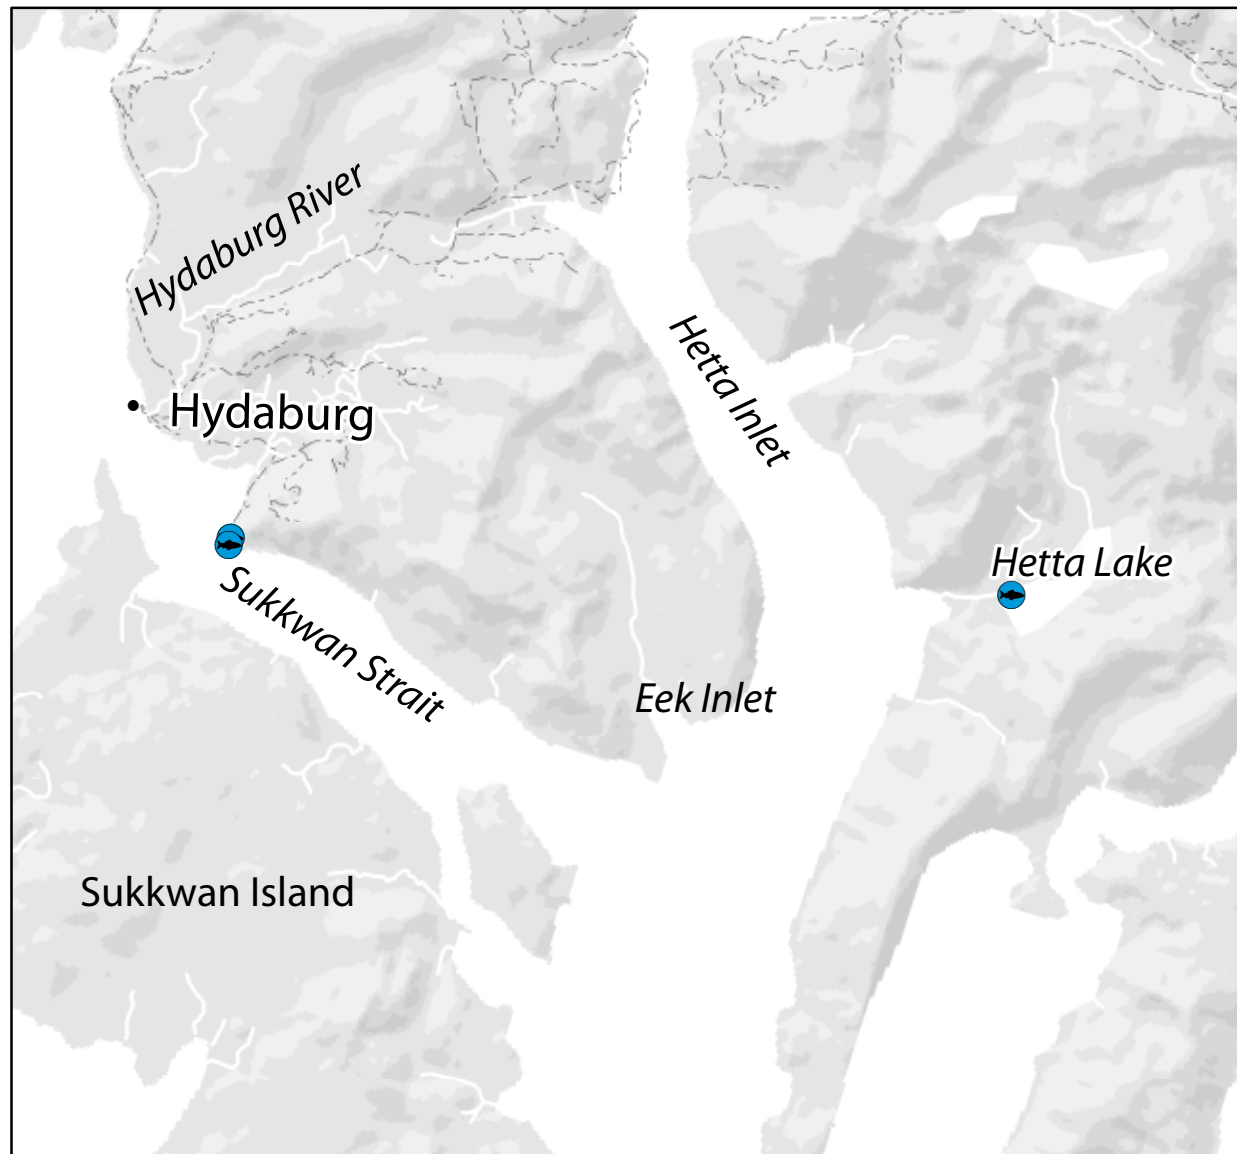 Hydaburg River
Hetta Inlet
Hydaburg
Hetta Lake
Sukkwan Strait
Eek Inlet
Sukkwan Island